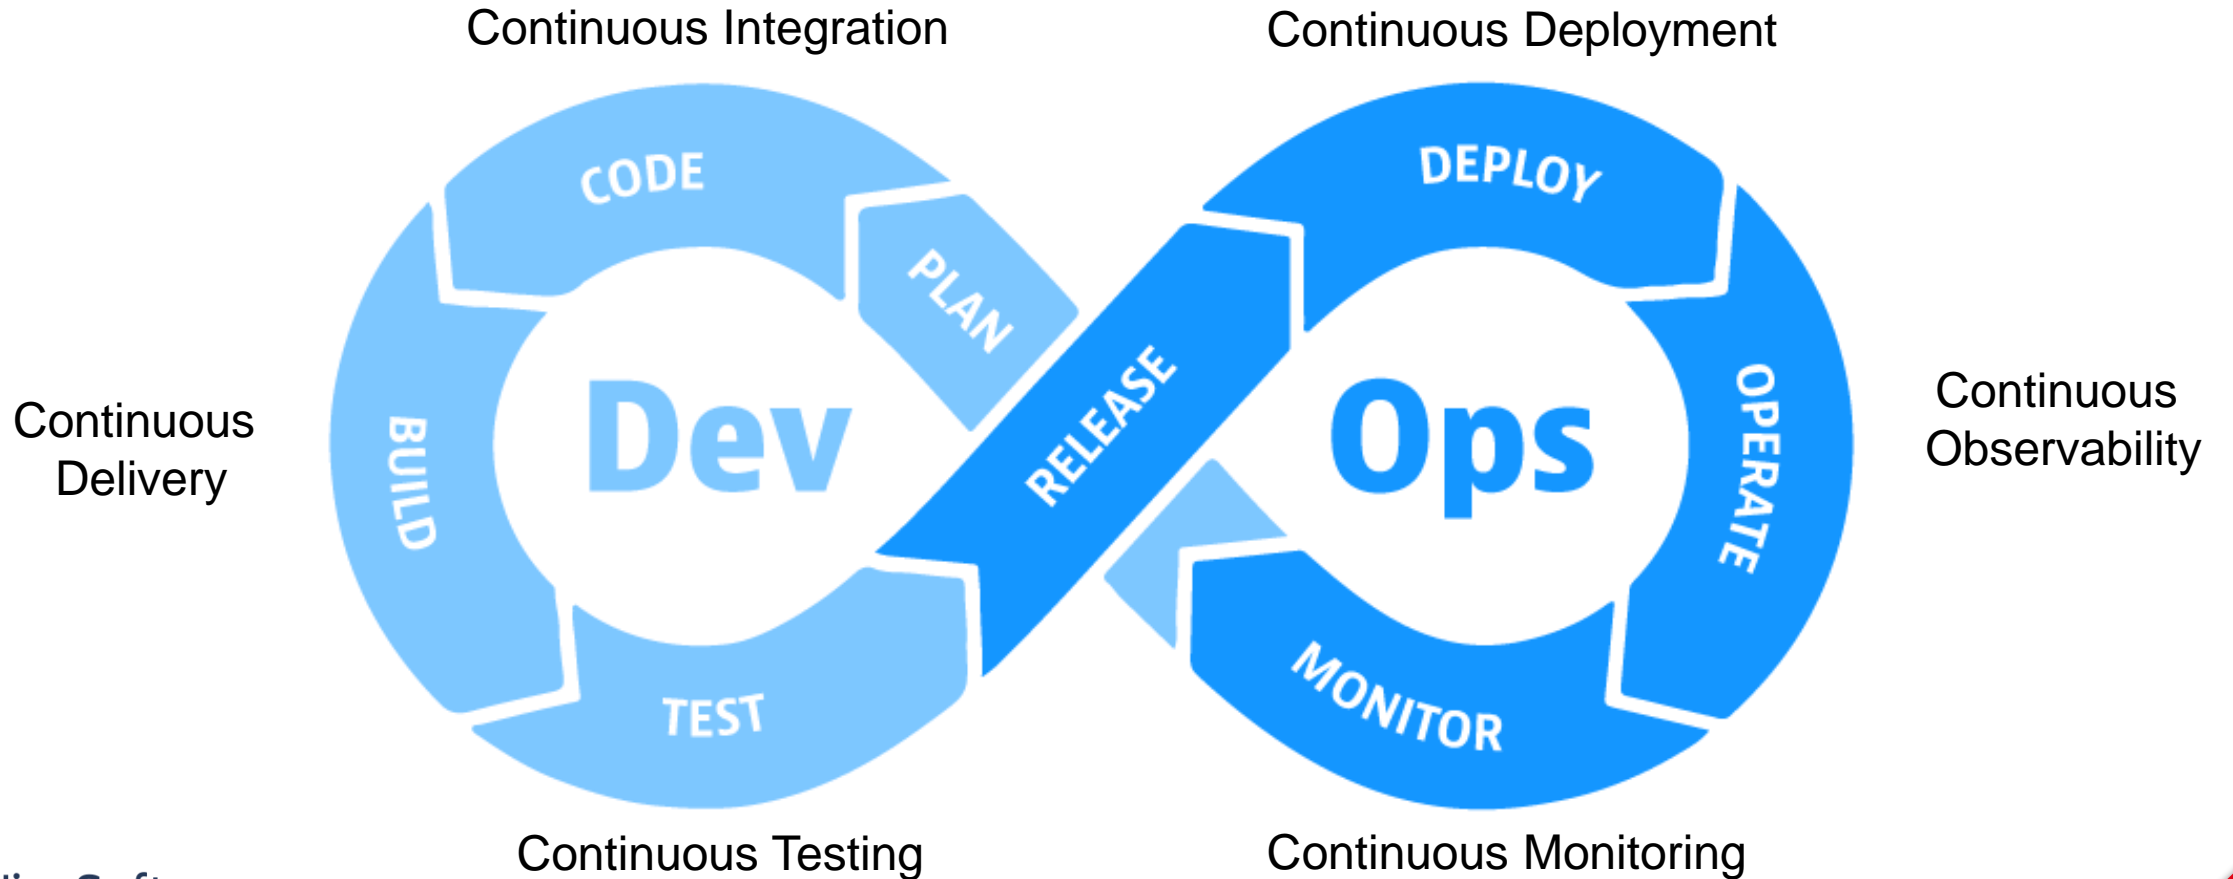 Continuous Integration
Continuous Deployment
CODE
DEPLOY
PLAN
RELEASE
Dev
Ops
BUILD
OPERATE
Continuous
Delivery
Continuous
Observability
TEST
MONITOR
Continuous Testing
Continuous Monitoring